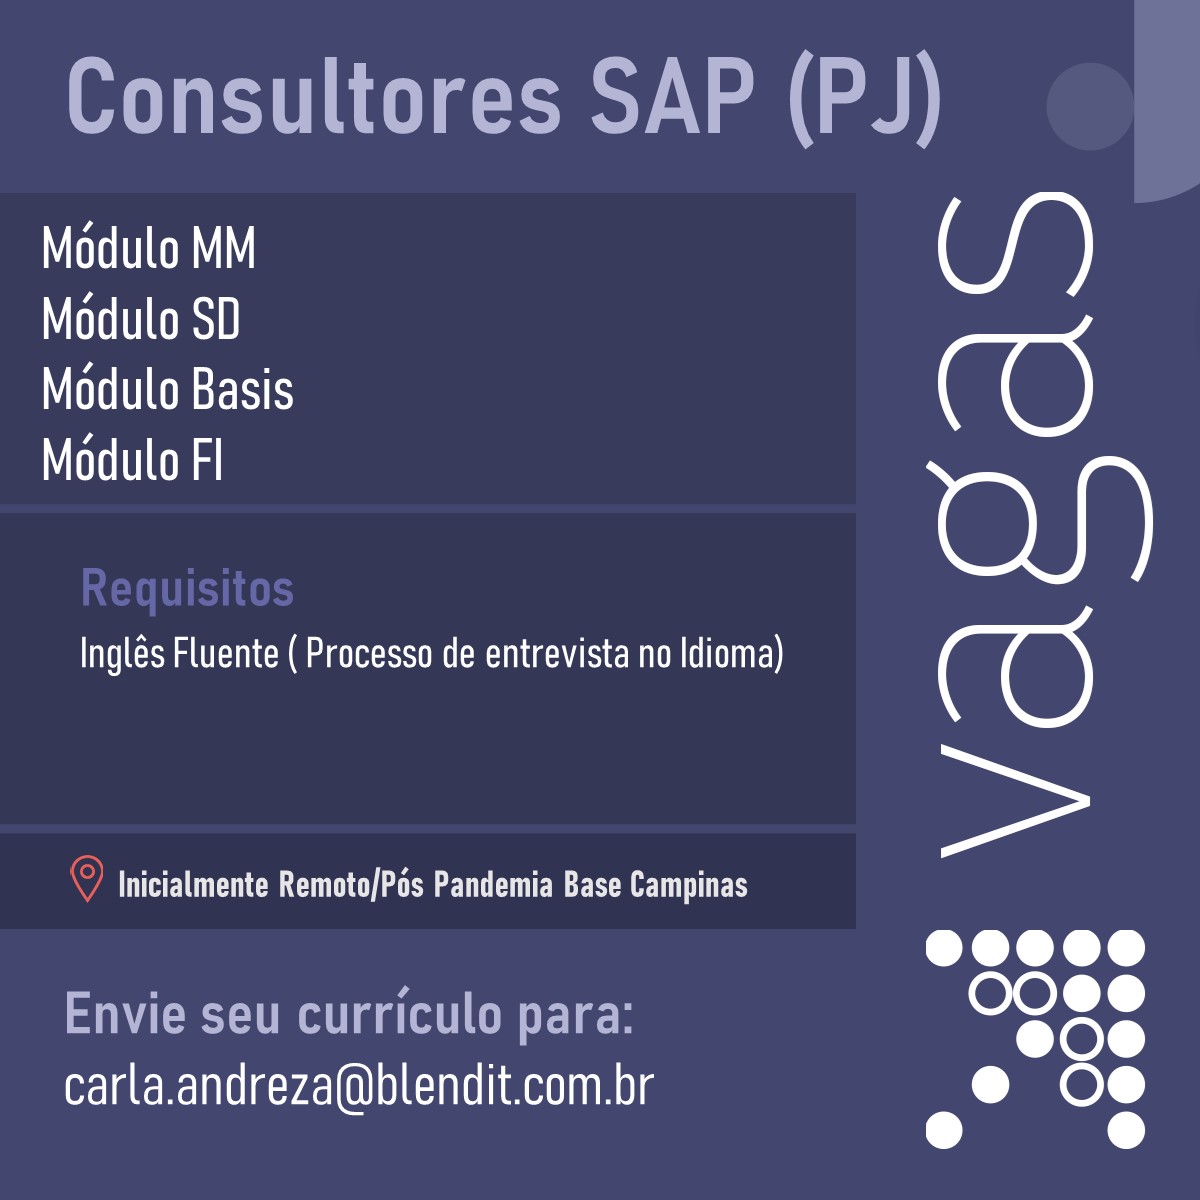 Consultores SAP (PJ)
Módulo MM
Módulo SD
Módulo Basis
Módulo FI
Requisitos
Inglês Fluente ( Processo de entrevista no Idioma)
Inicialmente Remoto/Pós Pandemia Base Campinas
Envie seu currículo para:
carla.andreza@blendit.com.br
vagas